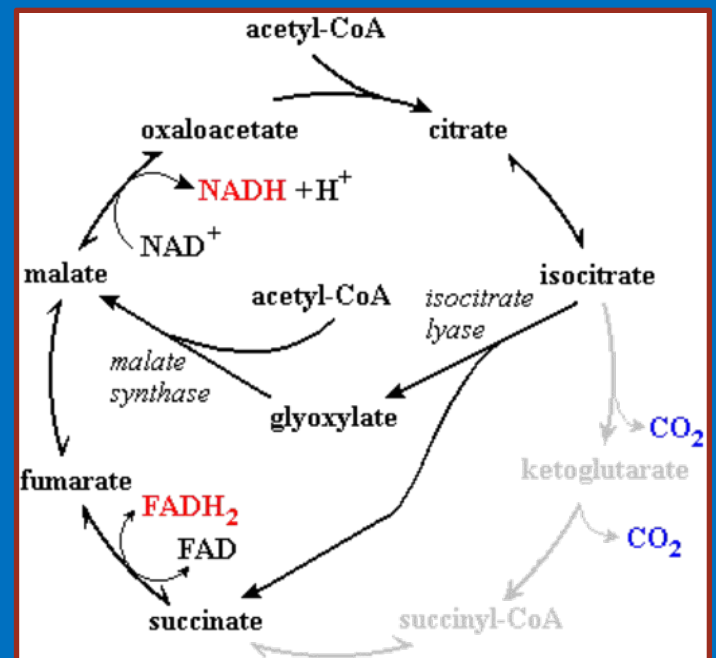 acetyl-CoA
oxaloacetate
citrate
NADH + H⁺
NAD⁺
malate
isocitrate
acetyl-CoA
isocitrate
lyase
malate
synthase
glyoxylate
CO₂
ketoglutarate
fumarate
FADH₂
FAD
CO₂
succinate
succinyl-CoA